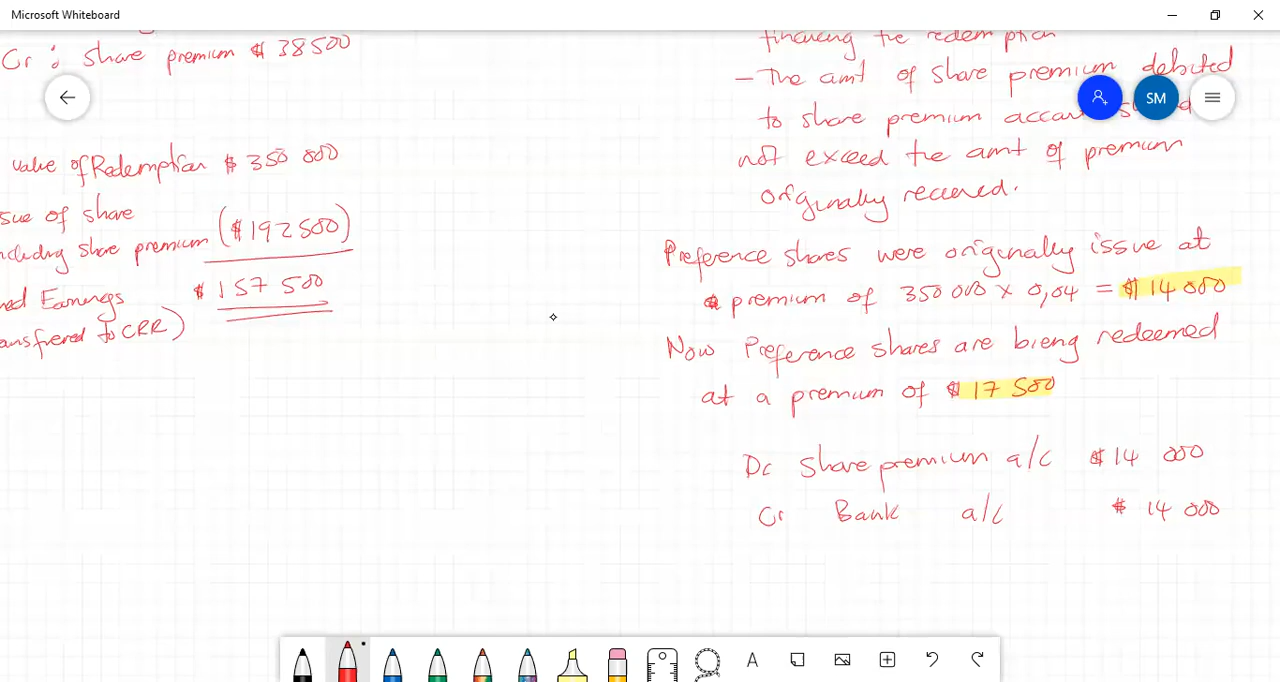 Microsoft Whiteboard
Cr : share premium $ 38500
value of Redemption $ 350 000
sue of share
ncluding share premium ($192 500)
$ 157 500
ed Earnings
ansfered to CRR)
financing the redemption
SM
- The amt of share premium debited
to share premium account
not exceed the amt of premium
originally received.
Preference shares were originally issue at
a premium of 350 000 x 0,04 = $ 14 000
Now Preference shares are bieng redeemed
at a premium of $ 17 500
Dr share premium a/c $ 14 000
Cr Bank a/c $ 14 000
A